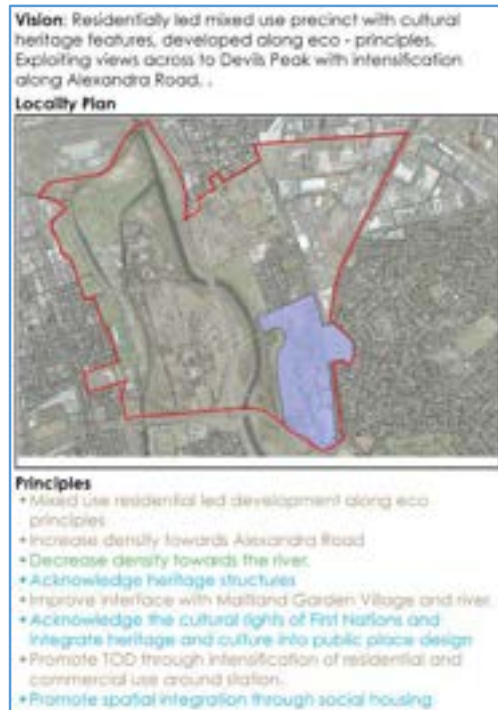 Vision: Residentially led mixed use precinct with cultural
heritage features, developed along eco - principles.
Exploiting views across to Devils Peak with intensification
along Alexandra Road. .
Locality Plan
Principles
• Mixed use residential led development along eco
principles
• Increase density towards Alexandra Road
• Decrease density towards the river.
• Acknowledge heritage structures
• Improve interface with Maitland Garden Village and river.
• Acknowledge the cultural rights of First Nations and
integrate heritage and culture into public place design
• Promote TOD through intensification of residential and
commercial use around station.
• Promote spatial integration through social housing